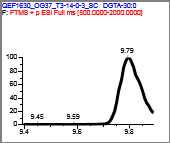 QEF1630_OG37_T3-14-0-3_SC DGTA-30:0
F: FTMS + p ESI Full ms [500.0000-2000.0000]
9.79
100
80
60
40
20
0
9.45 9.59
9.4 9.6 9.8